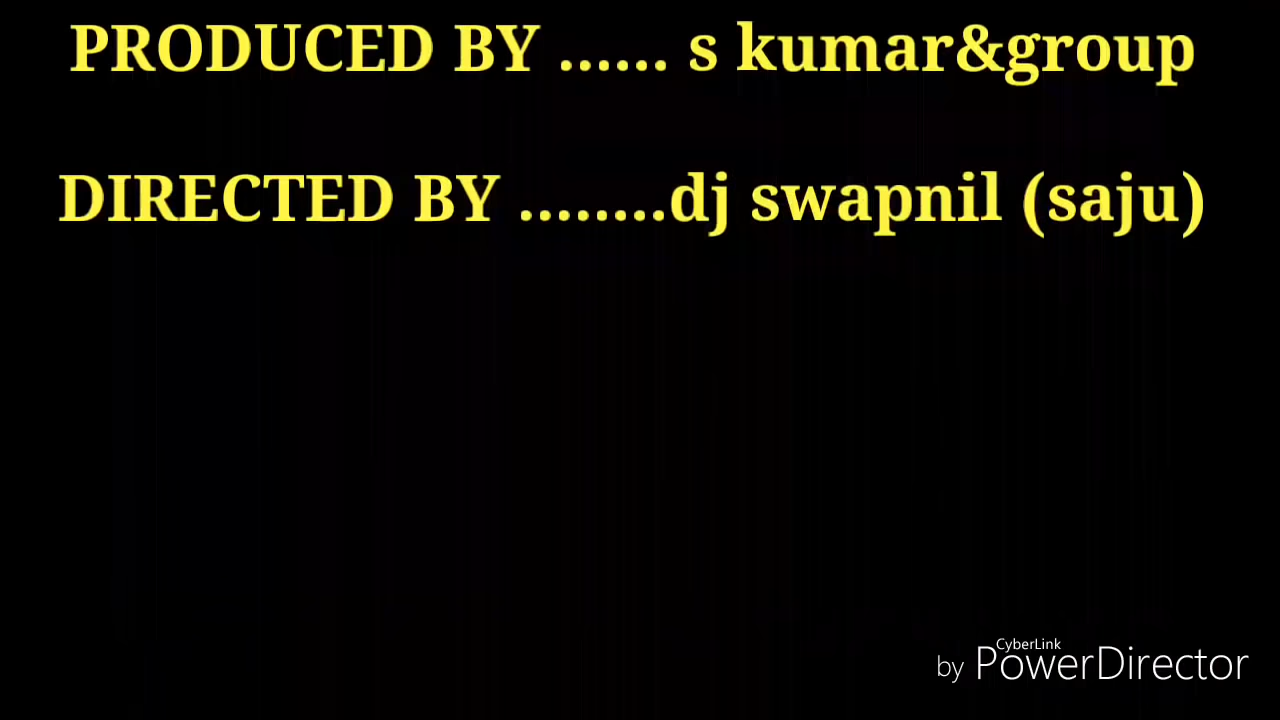 PRODUCED BY ...... s kumar&group
DIRECTED BY ........dj swapnil (saju)
CyberLink
by PowerDirector